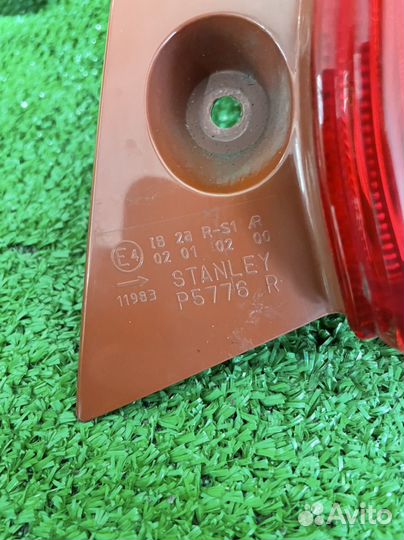 IB 2a R-S1 AR
E4 02 01 02 00
→ STANLEY
11983 P5776 R
Avito